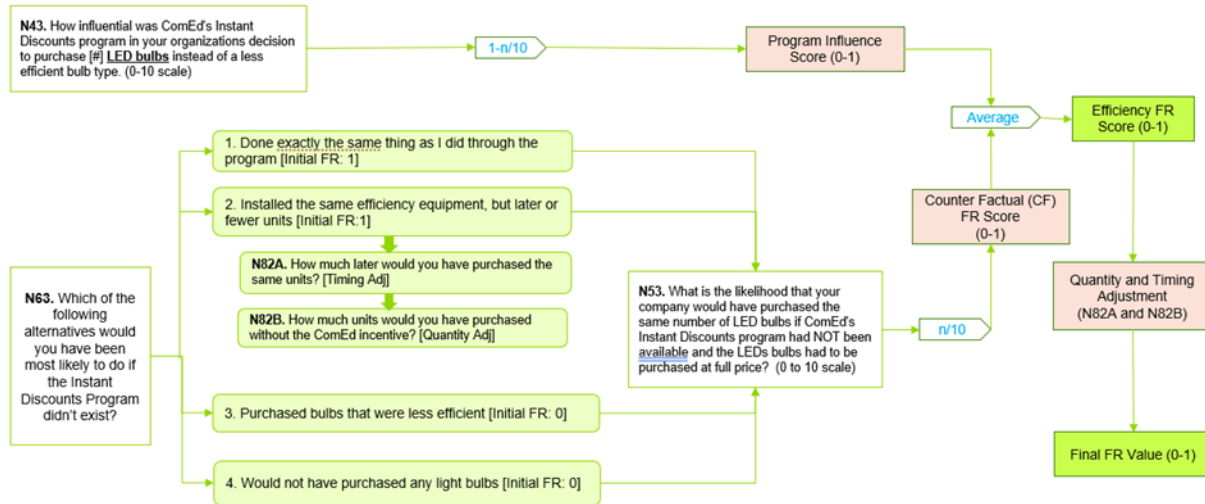 N43. How influential was ComEd's Instant
Discounts program in your organizations decision
to purchase [#] LED bulbs instead of a less
efficient bulb type. (0-10 scale)
1-n/10
Program Influence
Score (0-1)
Average
Efficiency FR
Score (0-1)
1. Done exactly the same thing as I did through the
program [Initial FR: 1]
2. Installed the same efficiency equipment, but later or
fewer units [Initial FR:1]
N82A. How much later would you have purchased the
same units? [Timing Adj]
N82B. How much units would you have purchased
without the ComEd incentive? [Quantity Adj]
Counter Factual (CF)
FR Score
(0-1)
N63. Which of the
following
alternatives would
you have been
most likely to do if
the Instant
Discounts Program
didn't exist?
N53. What is the likelihood that your
company would have purchased the
same number of LED bulbs if ComEd's
Instant Discounts program had NOT been
available and the LEDs bulbs had to be
purchased at full price? (0 to 10 scale)
n/10
Quantity and Timing
Adjustment
(N82A and N82B)
3. Purchased bulbs that were less efficient [Initial FR: 0]
4. Would not have purchased any light bulbs [Initial FR: 0]
Final FR Value (0-1)